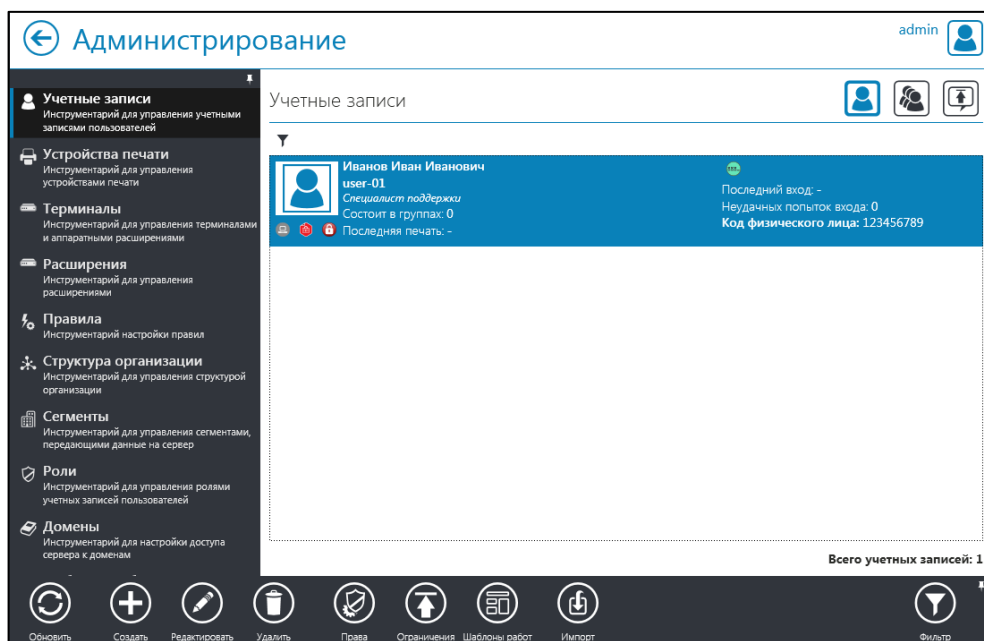 Администрирование
admin
Учетные записи
Инструментарий для управления учетными
записями пользователей
Устройства печати
Инструментарий для управления
устройствами печати
Терминалы
Инструментарий для управления терминалами
и аппаратными расширениями
Расширения
Инструментарий для управления
расширениями
Правила
Инструментарий настройки правил
Структура организации
Инструментарий для управления структурой
организации
Сегменты
Инструментарий для управления сегментами,
передающими данные на сервер
Роли
Инструментарий для управления ролями
учетных записей пользователей
Домены
Инструментарий для настройки доступа
сервера к доменам
Учетные записи
Иванов Иван Иванович
user-01
Специалист поддержки
Состоит в группах: 0
Последняя печать: -
Последний вход: -
Неудачных попыток входа: 0
Код физического лица: 123456789
Всего учетных записей: 1
Обновить
Создать
Редактировать
Удалить
Права
Ограничения
Шаблоны работ
Импорт
Фильтр